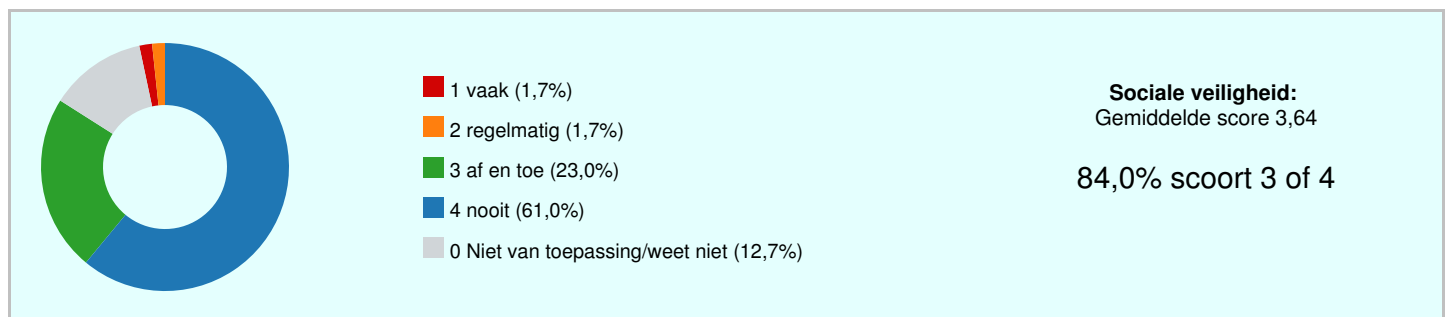 1 vaak (1,7%)
2 regelmatig (1,7%)
3 af en toe (23,0%)
4 nooit (61,0%)
0 Niet van toepassing/weet niet (12,7%)
Sociale veiligheid:
Gemiddelde score 3,64
84,0% scoort 3 of 4